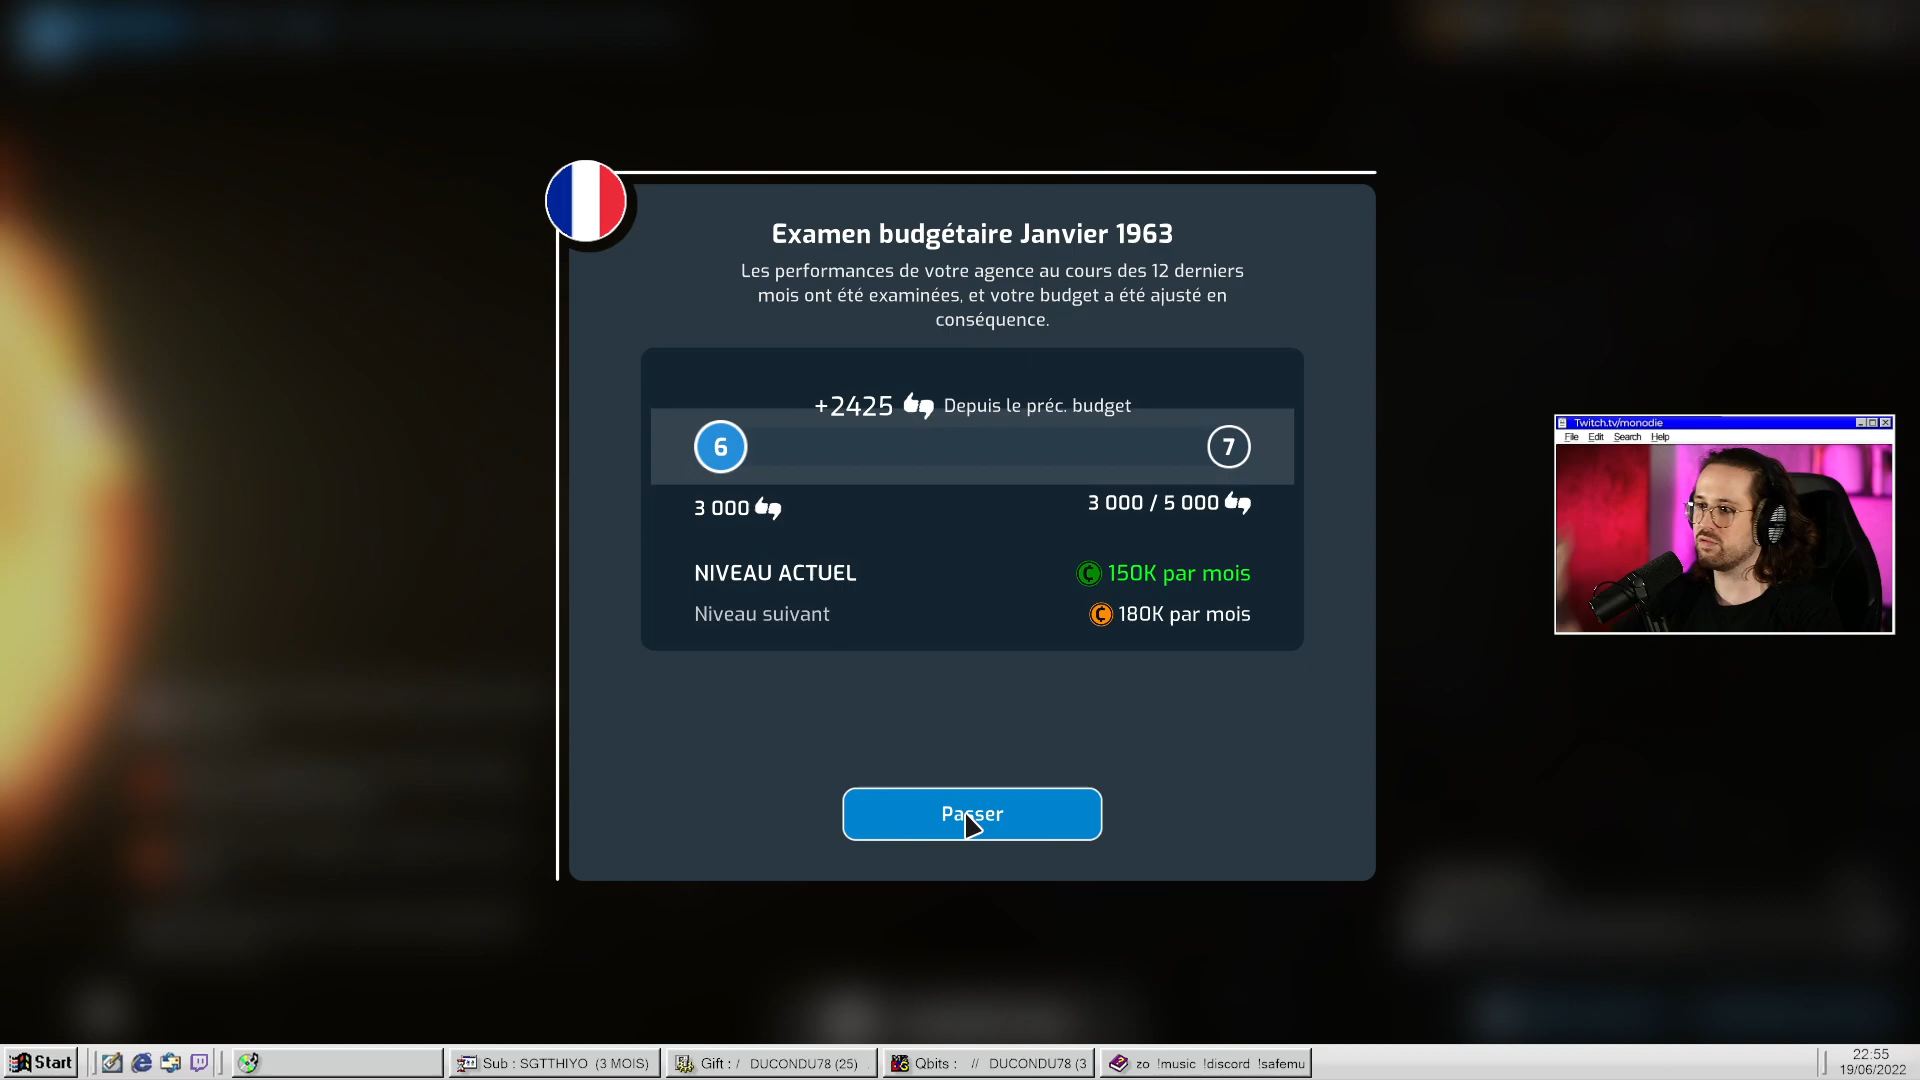 Examen budgétaire Janvier 1963
Les performances de votre agence au cours des 12 derniers
mois ont été examinées, et votre budget a été ajusté en
conséquence.
+2425 Depuis le préc. budget
6
7
3 000
3 000 / 5 000
NIVEAU ACTUEL
150K par mois
Niveau suivant
180K par mois
Passer
Twitch.tv/monodie
File Edit Search Help
Start
Sub : SGTTHIYO (3 MOIS)
Gift : / DUCONDU78 (25)
Qbits : // DUCONDU78 (3
zo !music !discord !safemu
22:55
19/06/2022